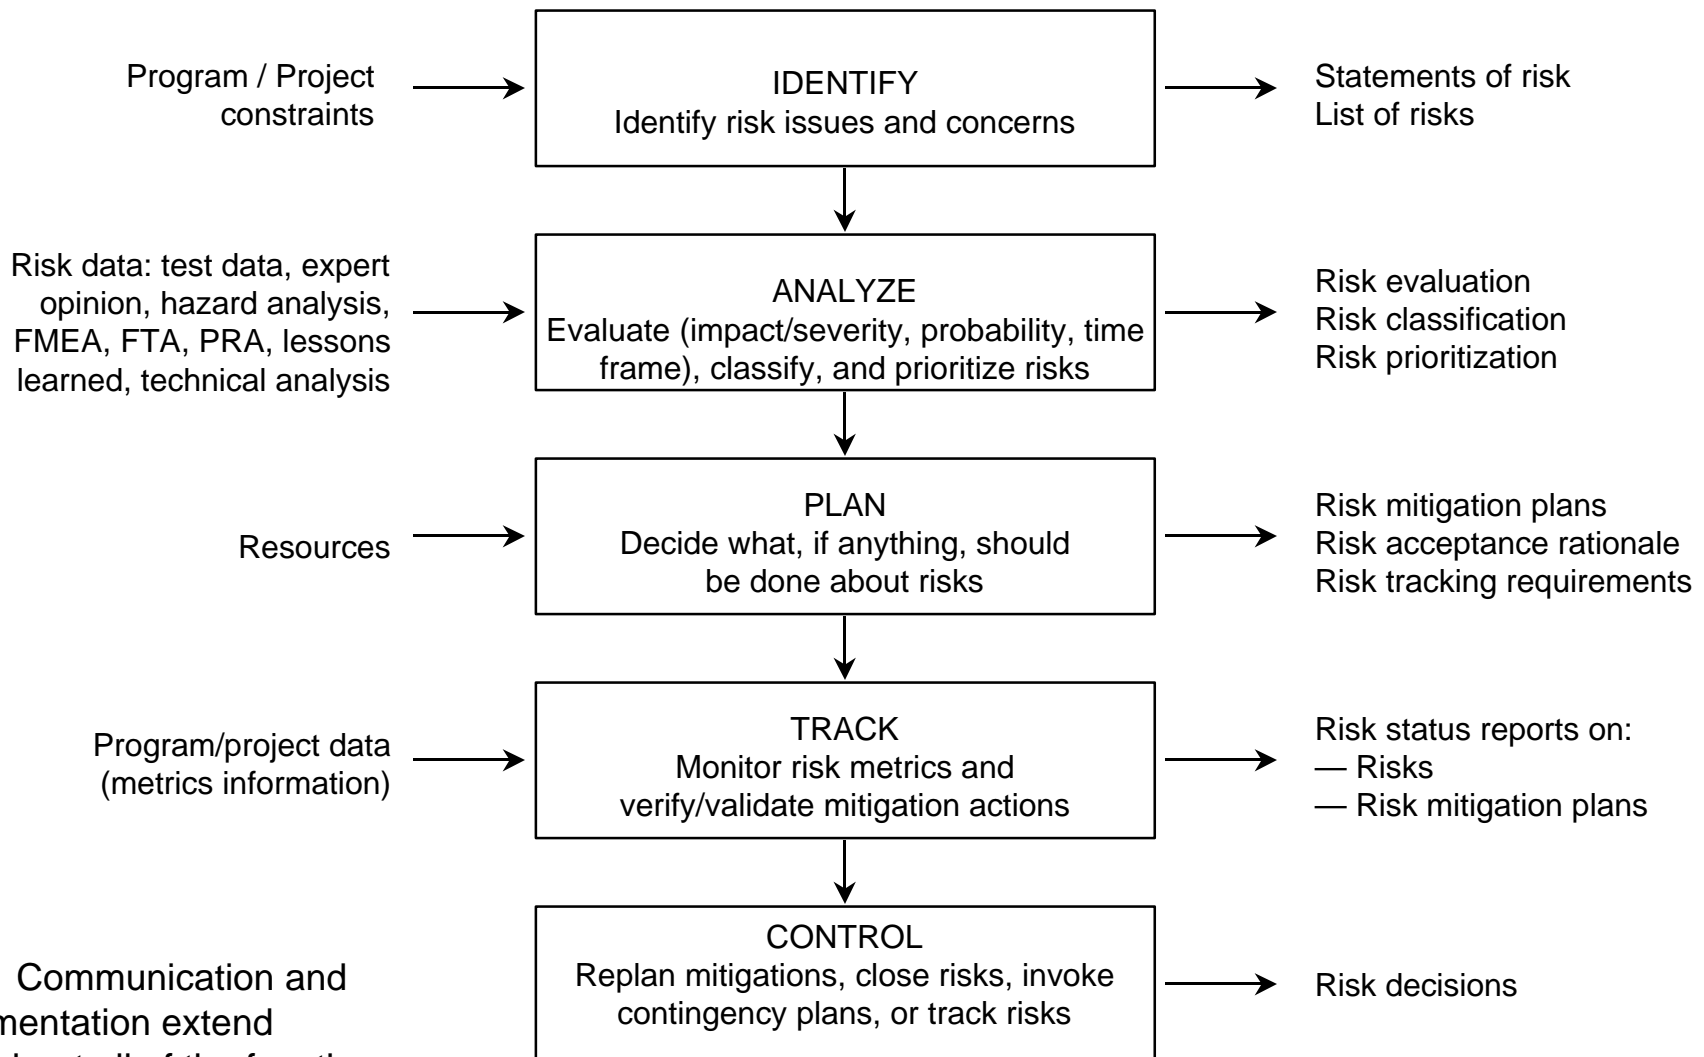 Program / Project
constraints
IDENTIFY
Identify risk issues and concerns
Statements of risk
List of risks
Risk data: test data, expert
opinion, hazard analysis,
FMEA, FTA, PRA, lessons
learned, technical analysis
ANALYZE
Evaluate (impact/severity, probability, time
frame), classify, and prioritize risks
Risk evaluation
Risk classification
Risk prioritization
Resources
PLAN
Decide what, if anything, should
be done about risks
Risk mitigation plans
Risk acceptance rationale
Risk tracking requirements
Program/project data
(metrics information)
TRACK
Monitor risk metrics and
verify/validate mitigation actions
Risk status reports on:
— Risks
— Risk mitigation plans
CONTROL
Replan mitigations, close risks, invoke
contingency plans, or track risks
Risk decisions
Communication and
extend
all of the